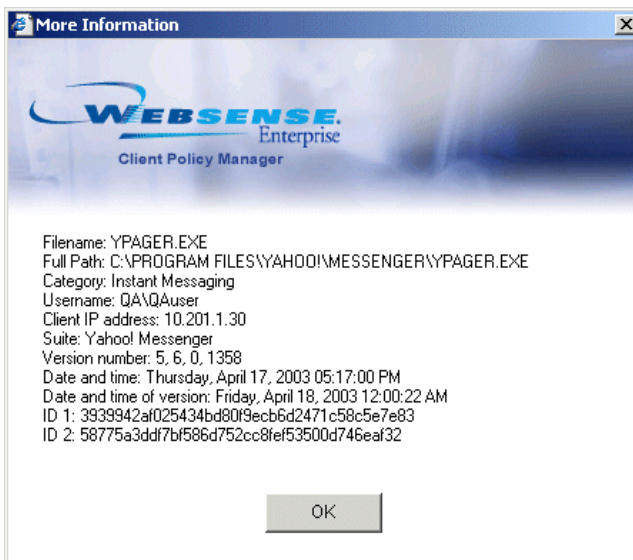 More Information
WEBSENSE.
Enterprise
Client Policy Manager
Filename: YPAGER.EXE
Full Path: C:\PROGRAM FILES\YAHOO!\MESSENGER\YPAGER.EXE
Category: Instant Messaging
Username: QA\QAuser
Client IP address: 10.201.1.30
Suite: Yahoo! Messenger
Version number: 5, 6, 0, 1358
Date and time: Thursday, April 17, 2003 05:17:00 PM
Date and time of version: Friday, April 18, 2003 12:00:22 AM
ID 1: 3939942af025434bd80f9ecb6d2471c58c5e7e83
ID 2: 58775a3ddf7bf586d752cc8fef53500d746eaf32
OK